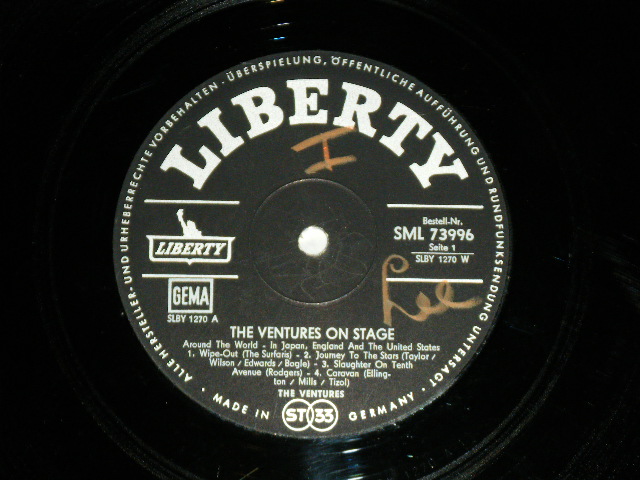 ALLE HERSTELLER- UND URHEBERRECHTE VORBEHALTEN · ÜBERSPIELUNG, ÖFFENTLICHE AUFFÜHRUNG UND RUNDFUNKSENDUNG UNTERSAGT ·
LIBERTY
I
LIBERTY
Bestell-Nr.
SML 73996
Seite 1
SLBY 1270 W
GEMA
SLBY 1270 A
Lee
THE VENTURES ON STAGE
Around The World - In Japan, England And The United States
1. Wipe-Out (The Surfaris) - 2. Journey To The Stars (Taylor/
Wilson/Edwards/Bogle) - 3. Slaughter On Tenth
Avenue (Rodgers) - 4. Caravan (Elling-
ton / Mills / Tizol)
THE VENTURES
MADE IN GERMANY
ST 33